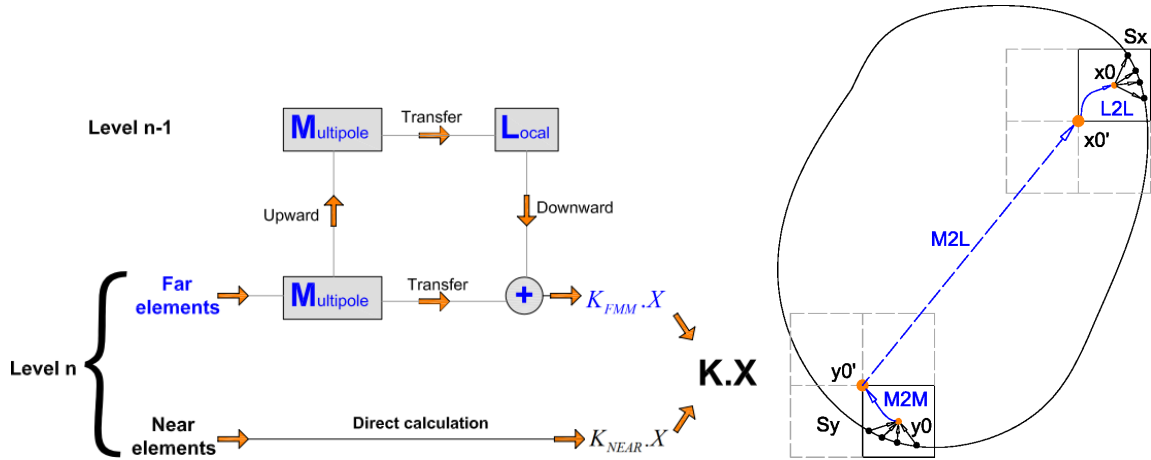 Level n-1
Multipole
Transfer
Local
Upward
Downward
Level n
Far
elements
Multipole
Transfer
+
K_FMM.X
K.X
Near
elements
Direct calculation
K_NEAR.X
Sx
x0
L2L
x0'
M2L
y0'
M2M
Sy
y0